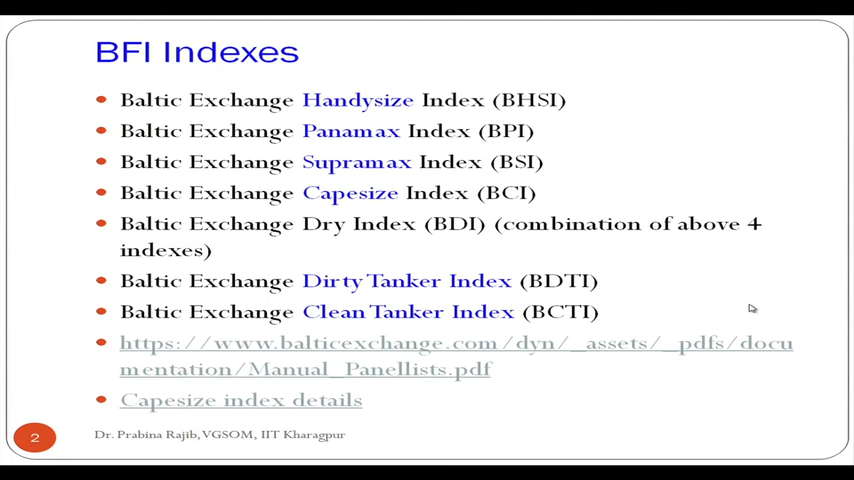 BFI Indexes
Baltic Exchange Handysize Index (BHSI)
Baltic Exchange Panamax Index (BPI)
Baltic Exchange Supramax Index (BSI)
Baltic Exchange Capesize Index (BCI)
Baltic Exchange Dry Index (BDI) (combination of above 4
indexes)
Baltic Exchange Dirty Tanker Index (BDTI)
Baltic Exchange Clean Tanker Index (BCTI)
https://www.balticexchange.com/dyn/_assets/_pdfs/docu
mentation/Manual_Panellists.pdf
Capesize index details
2
Dr. Prabina Rajib, VGSOM, IIT Kharagpur